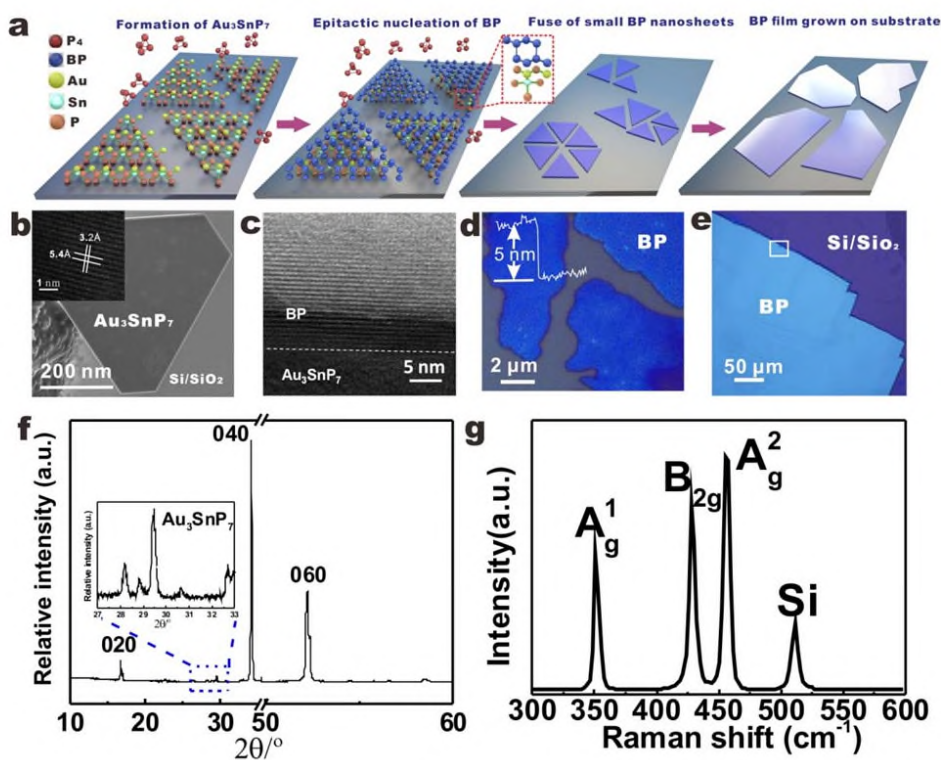 a
Formation of Au₃SnP₇
Epitactic nucleation of BP
Fuse of small BP nanosheets
BP film grown on substrate
P₄
BP
Au
Sn
P
b
3.2Å
5.4Å
1 nm
Au₃SnP₇
200 nm
Si/SiO₂
c
BP
Au₃SnP₇
5 nm
d
BP
5 nm
2 µm
e
Si/Sio₂
BP
50 µm
f
Relative intensity (a.u.)
040
Au₃SnP₇
Relative intensity (a.u.)
27 28 29 30 31 32 33
2θ°
060
020
10 20 30 40 50 60
2θ/°
g
Intensity(a.u.)
A¹g
B₂g
A²g
Si
300 350 400 450 500 550 600
Raman shift (cm⁻¹)